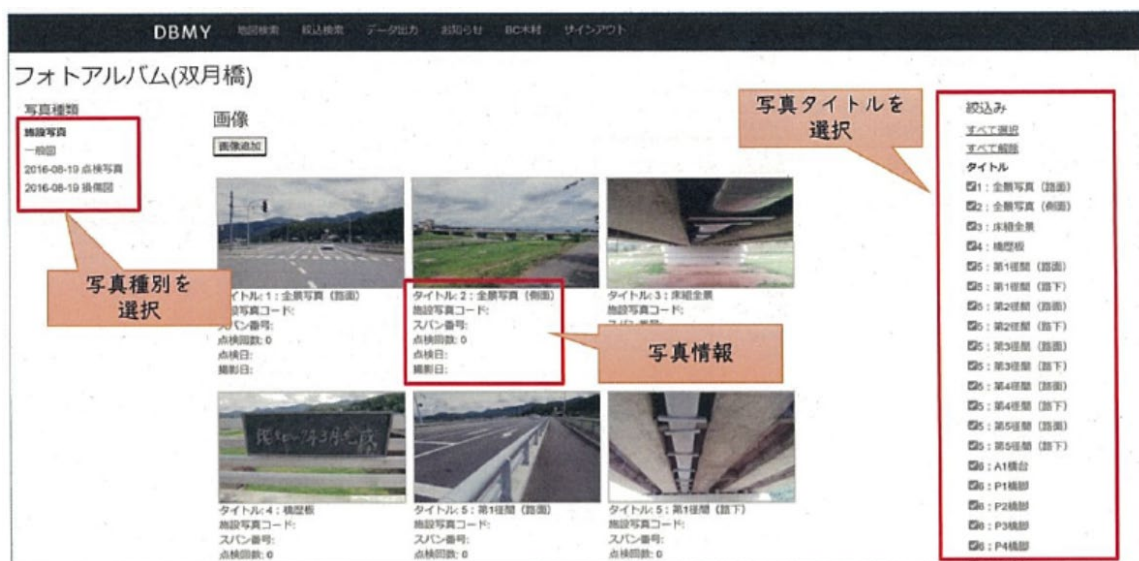 DBMY 地図検索 絞込検索 データ出力 お知らせ BC木材 サインアウト
フォトアルバム(双月橋)
写真種類
施設写真
一般図
2016-08-19 点検写真
2016-08-19 損傷図
写真種別を
選択
画像
画像追加
タイトル: 1 : 全景写真 (路面)
施設写真コード:
スパン番号:
点検回数: 0
点検日:
撮影日:
タイトル: 2 : 全景写真 (側面)
施設写真コード:
スパン番号:
点検回数: 0
点検日:
撮影日:
タイトル: 3 : 床組全景
施設写真コード:
スパン番号:
写真情報
タイトル: 4 : 橋歴板
施設写真コード:
スパン番号:
点検回数: 0
タイトル: 5 : 第1径間 (路面)
施設写真コード:
スパン番号:
点検回数: 0
タイトル: 5 : 第1径間 (路下)
施設写真コード:
スパン番号:
点検回数: 0
写真タイトルを
選択
絞込み
すべて選択
すべて解除
タイトル
1 : 全景写真 (路面)
2 : 全景写真 (側面)
3 : 床組全景
4 : 橋歴板
5 : 第1径間 (路面)
5 : 第1径間 (路下)
5 : 第2径間 (路面)
5 : 第2径間 (路下)
5 : 第3径間 (路面)
5 : 第3径間 (路下)
5 : 第4径間 (路面)
5 : 第4径間 (路下)
5 : 第5径間 (路面)
5 : 第5径間 (路下)
6 : A1橋台
6 : P1橋脚
6 : P2橋脚
6 : P3橋脚
6 : P4橋脚